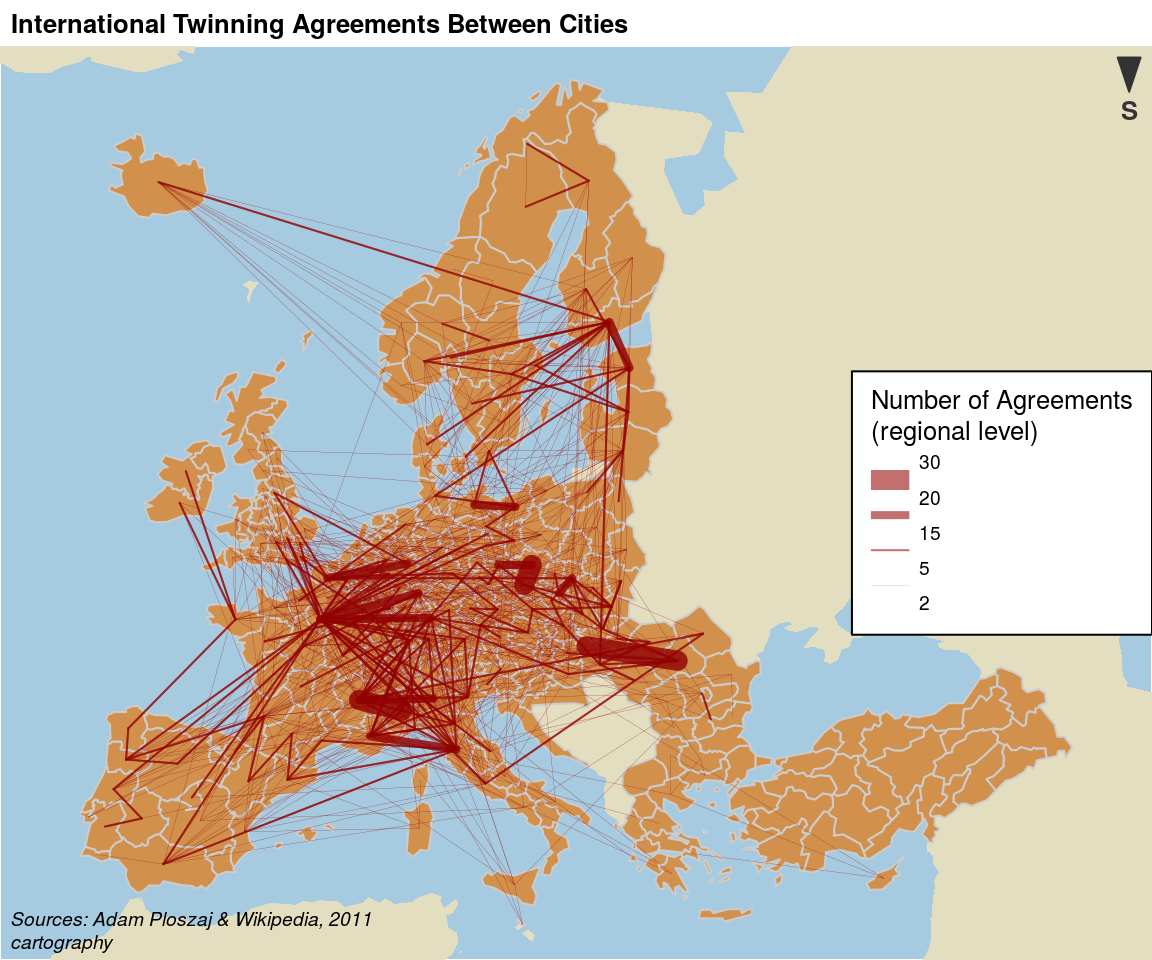 International Twinning Agreements Between Cities
S
Number of Agreements
(regional level)
30
20
15
5
2
Sources: Adam Ploszaj & Wikipedia, 2011
cartography